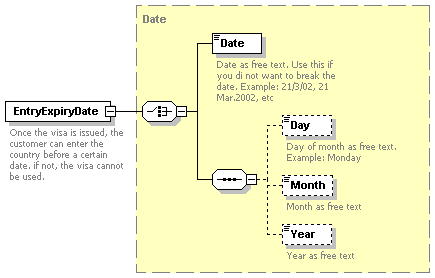 Date
Date
Date as free text. Use this if
you di not want to break the
date. Example: 21/3/02, 21
Mar.2002, etc
EntryExpiryDate
Once the visa is issued, the
customer can enter the
country before a certain
date. if not, the visa cannot
be used.
Day
Day of month as free text.
Example: Monday
Month
Month as free text
Year
Year as free text